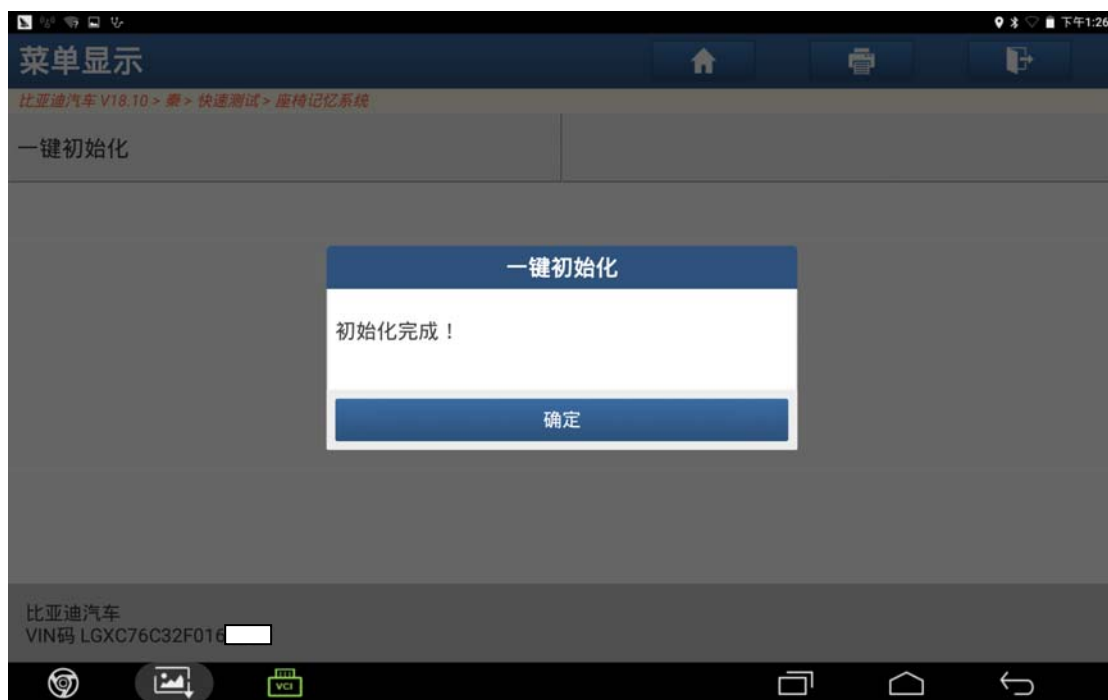 下午1:26
菜单显示
比亚迪汽车 V18.10 > 秦 > 快速测试 > 座椅记忆系统
一键初始化
一键初始化
初始化完成！
确定
比亚迪汽车
VIN码 LGXC76C32F016
VCI